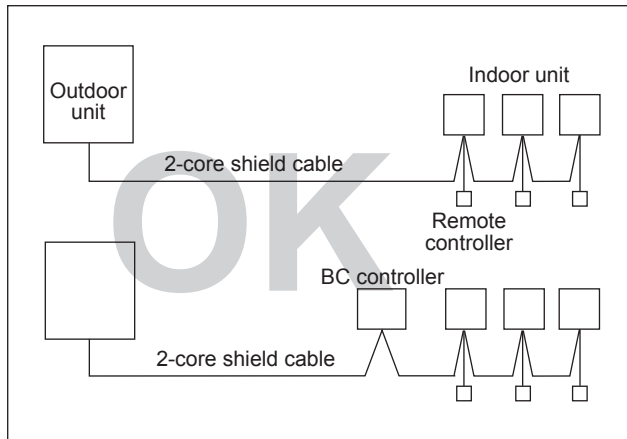 Outdoor
unit
Indoor unit
2-core shield cable
Remote
controller
OK
BC controller
2-core shield cable